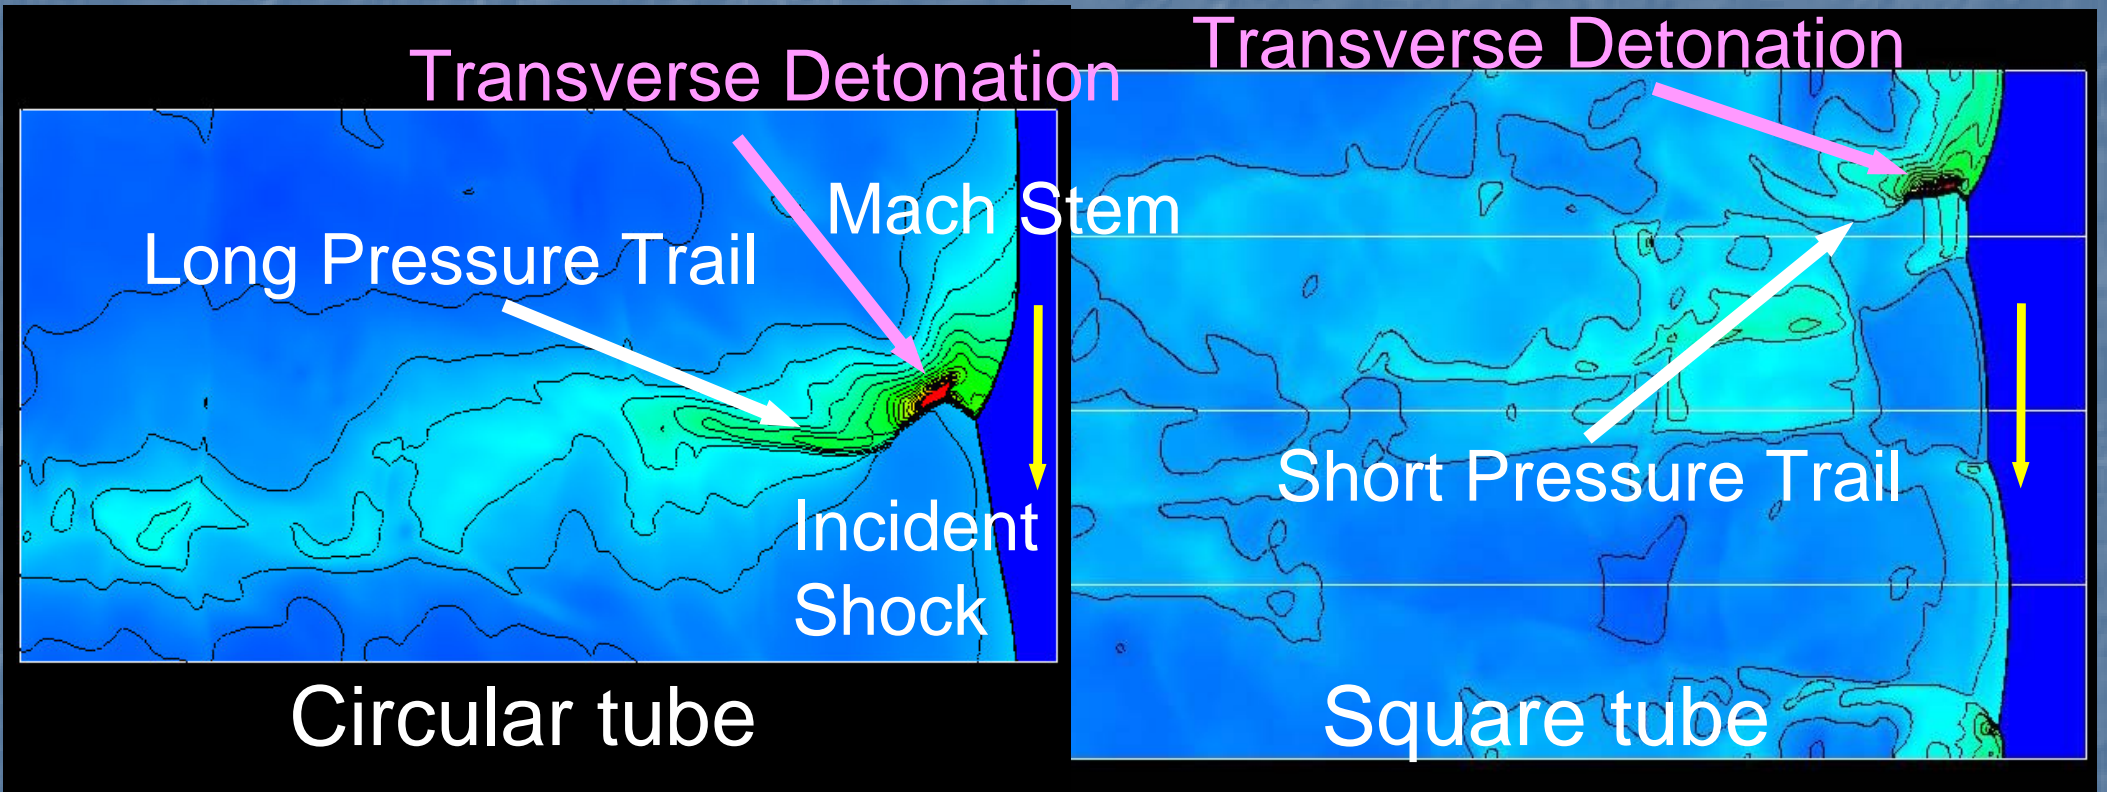 Transverse Detonation
Mach Stem
Long Pressure Trail
Incident
Shock
Circular tube
Transverse Detonation
Short Pressure Trail
Square tube